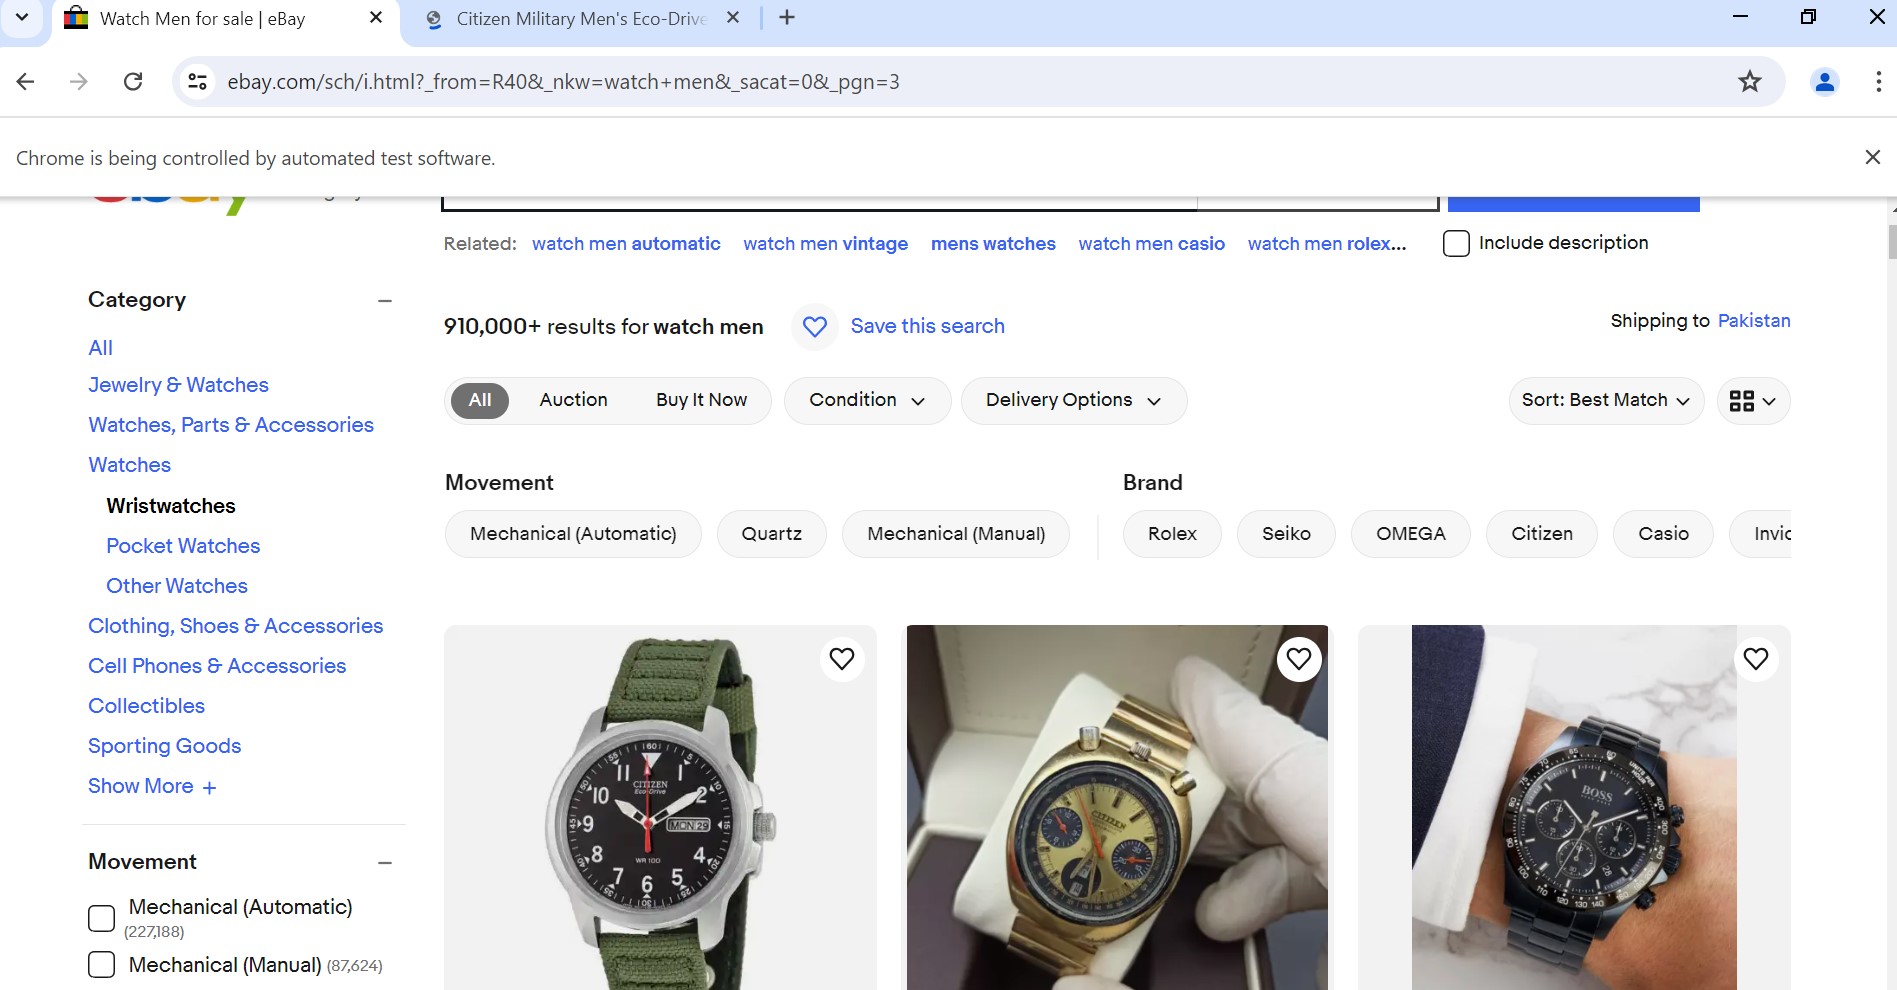 Watch Men for sale | eBay
Citizen Military Men's Eco-Drive
ebay.com/sch/i.html?_from=R40&_nkw=watch+men&_sacat=0&_pgn=3
Chrome is being controlled by automated test software.
Related: watch men automatic watch men vintage mens watches watch men casio watch men rolex... Include description
Category
All
Jewelry & Watches
Watches, Parts & Accessories
Watches
Wristwatches
Pocket Watches
Other Watches
Clothing, Shoes & Accessories
Cell Phones & Accessories
Collectibles
Sporting Goods
Show More +
Movement
Mechanical (Automatic)
(227,188)
Mechanical (Manual) (87,624)
910,000+ results for watch men Save this search
Shipping to Pakistan
All Auction Buy It Now Condition Delivery Options Sort: Best Match
Movement
Mechanical (Automatic) Quartz Mechanical (Manual)
Brand
Rolex Seiko OMEGA Citizen Casio Invic
60
11 1
CITIZEN
Eco-Drive
10 2
9 MON 29
8 4
WR 100
7 6 5
CITIZEN
BOSS